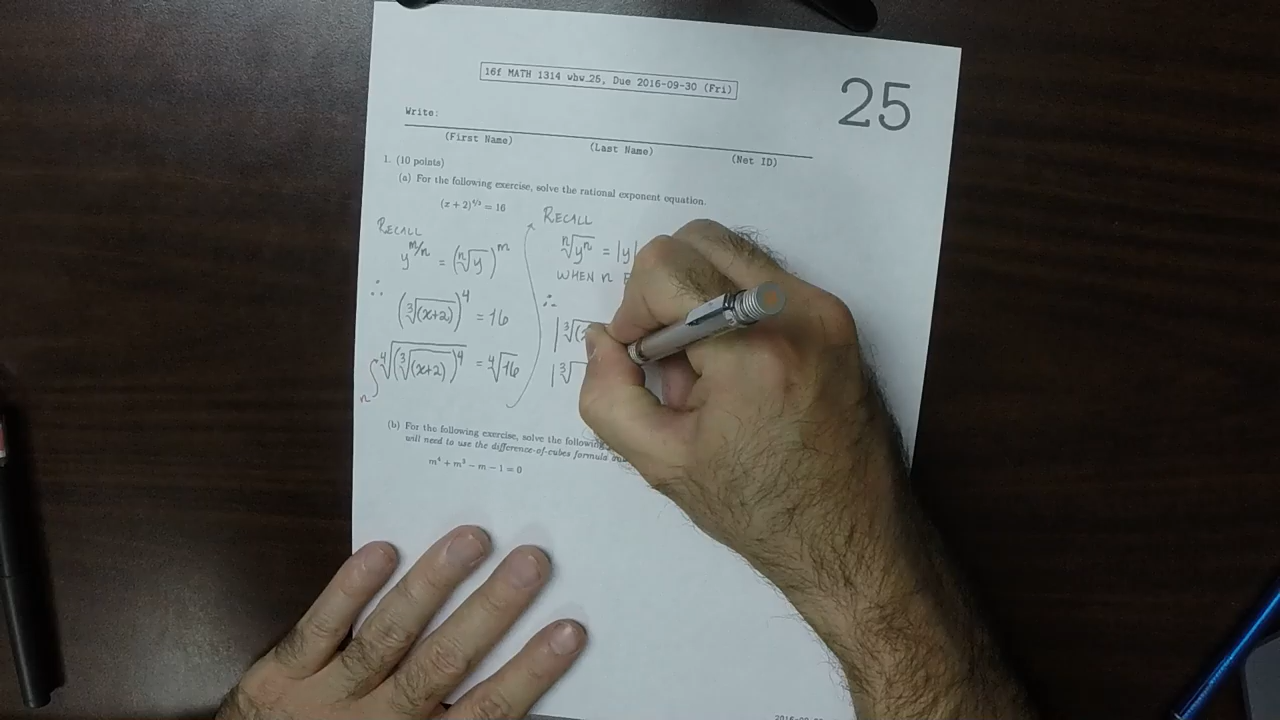 16f MATH 1314 wbw_25, Due 2016-09-30 (Fri)
25
Write:
(First Name) (Last Name) (Net ID)
1. (10 points)
(a) For the following exercise, solve the rational exponent equation.
(x + 2)^{4/3} = 16
RECALL
y^{m/n} = (ⁿ√y)^m
∴
(³√(x+2))^4 = 16
⁴√(³√(x+2))^4 = ⁴√16
n
RECALL
ⁿ√yⁿ = |y|
WHEN n
∴
|³√(
|³√
(b) For the following exercise, solve the following
will need to use the difference-of-cubes formula
m⁴ + m³ − m − 1 = 0